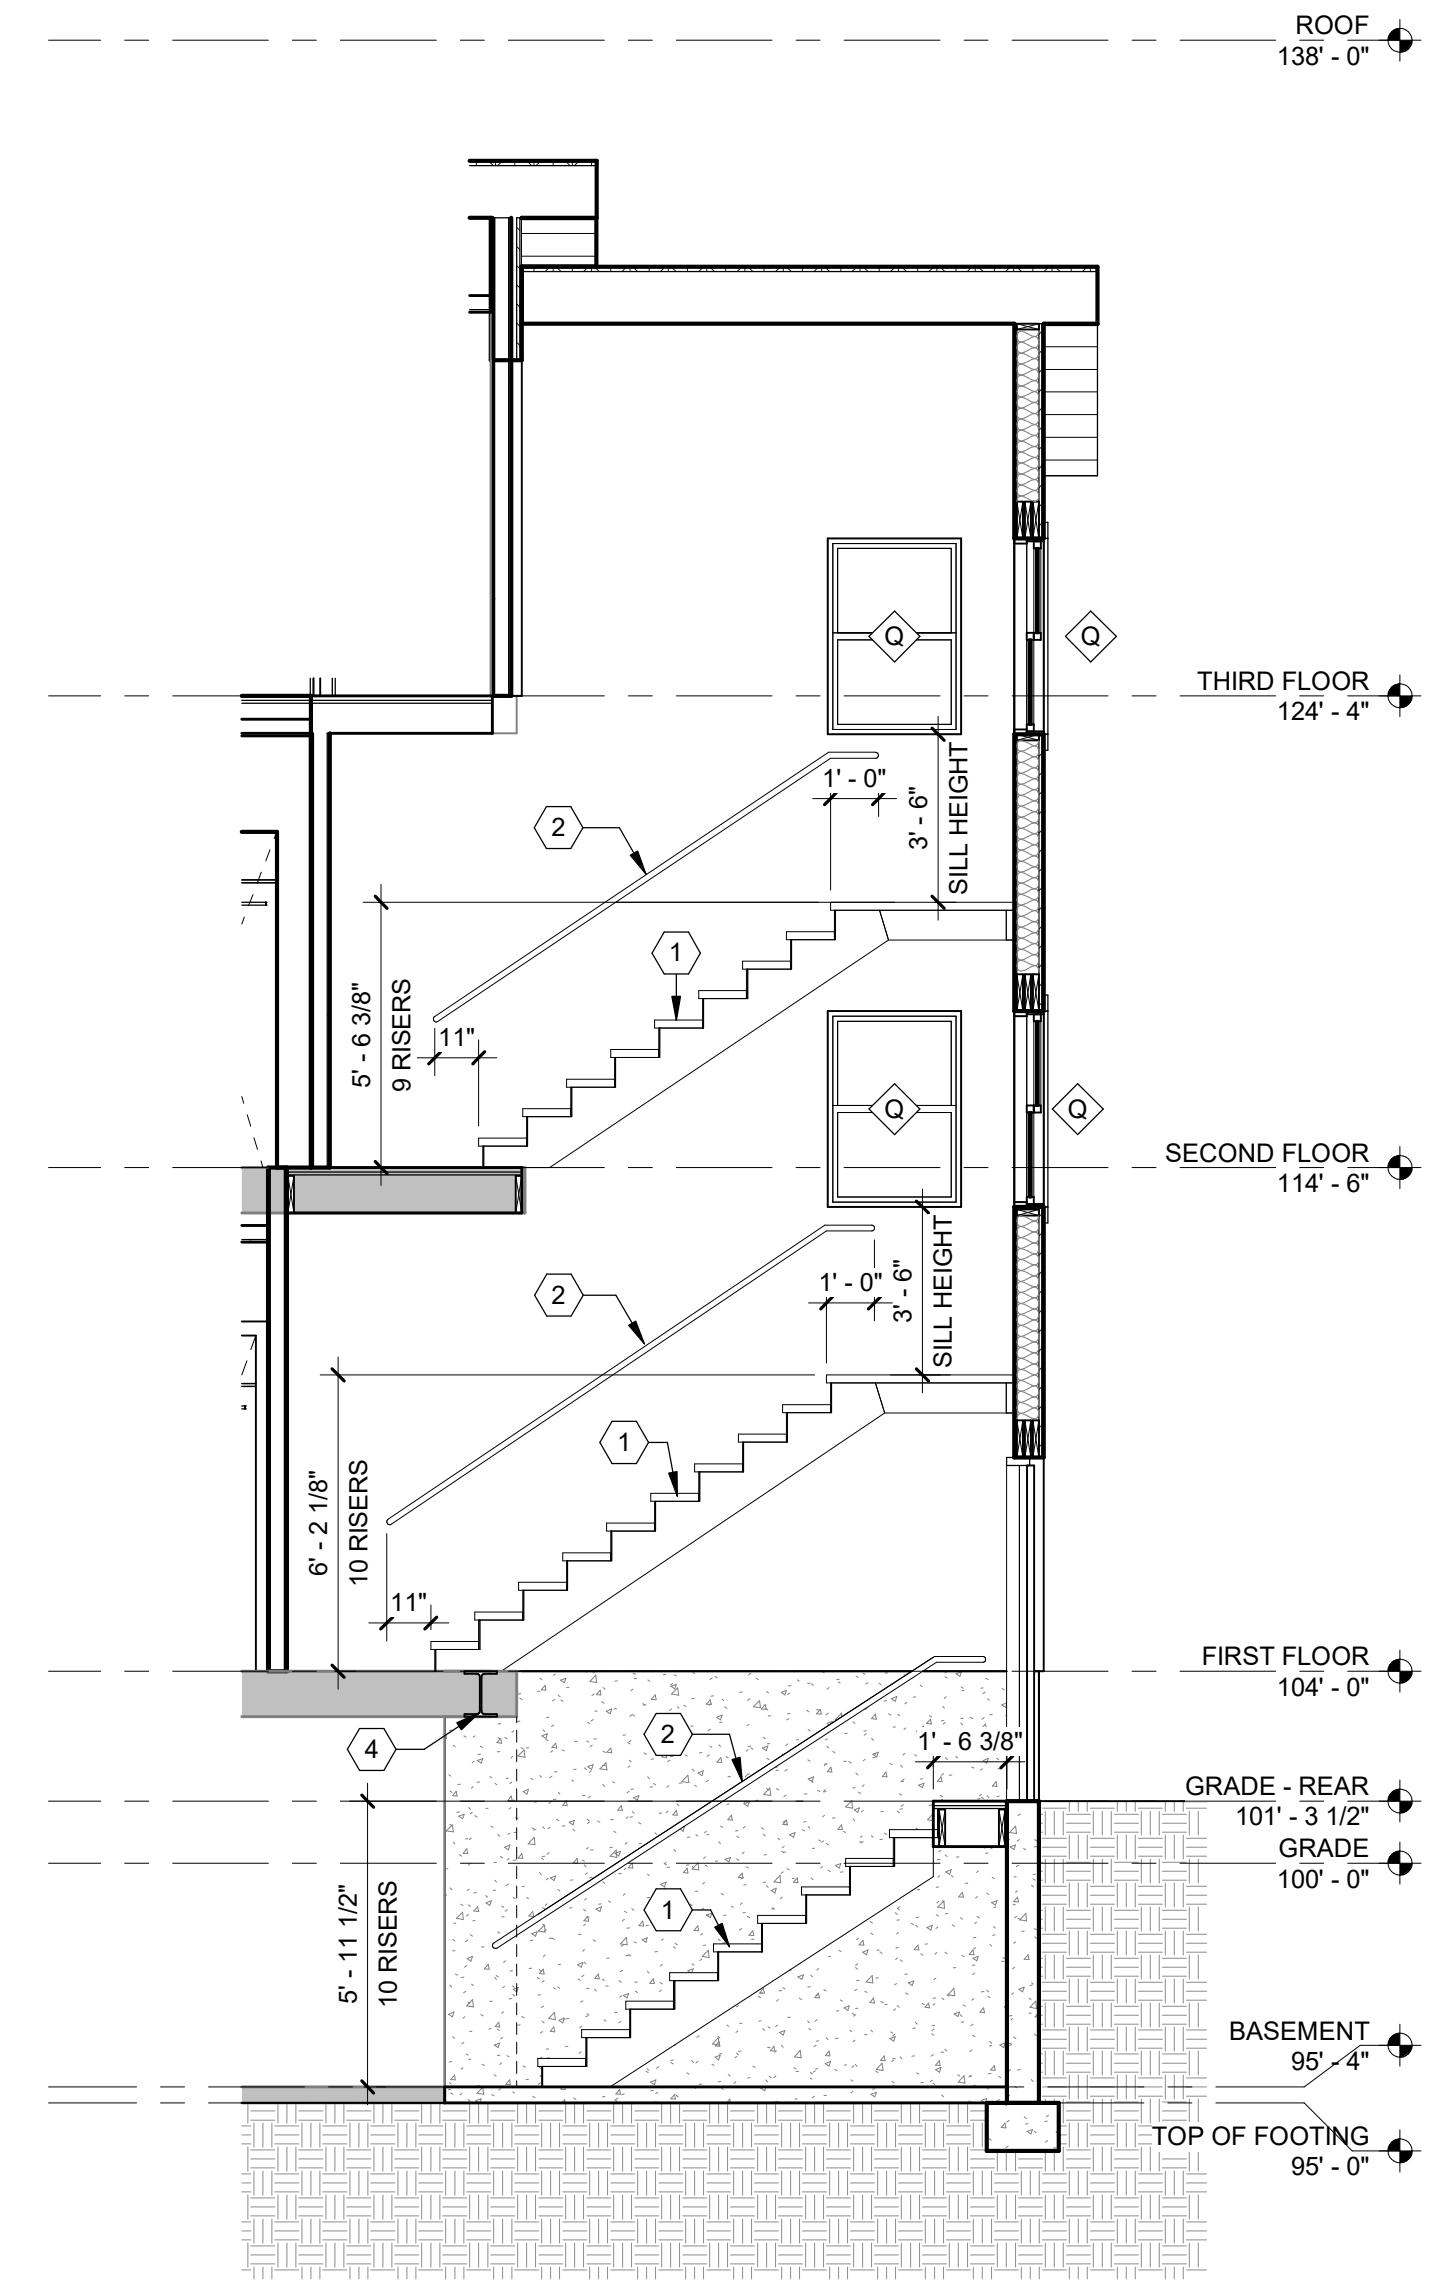 ROOF
138' - 0"
Q
Q
THIRD FLOOR
124' - 4"
1' - 0"
3' - 6"
SILL HEIGHT
2
1
5' - 6 3/8"
9 RISERS
11"
Q
Q
SECOND FLOOR
114' - 6"
2
1' - 0"
3' - 6"
SILL HEIGHT
1
6' - 2 1/8"
10 RISERS
11"
FIRST FLOOR
104' - 0"
4
2
1' - 6 3/8"
GRADE - REAR
101' - 3 1/2"
GRADE
100' - 0"
1
5' - 11 1/2"
10 RISERS
BASEMENT
95' - 4"
TOP OF FOOTING
95' - 0"